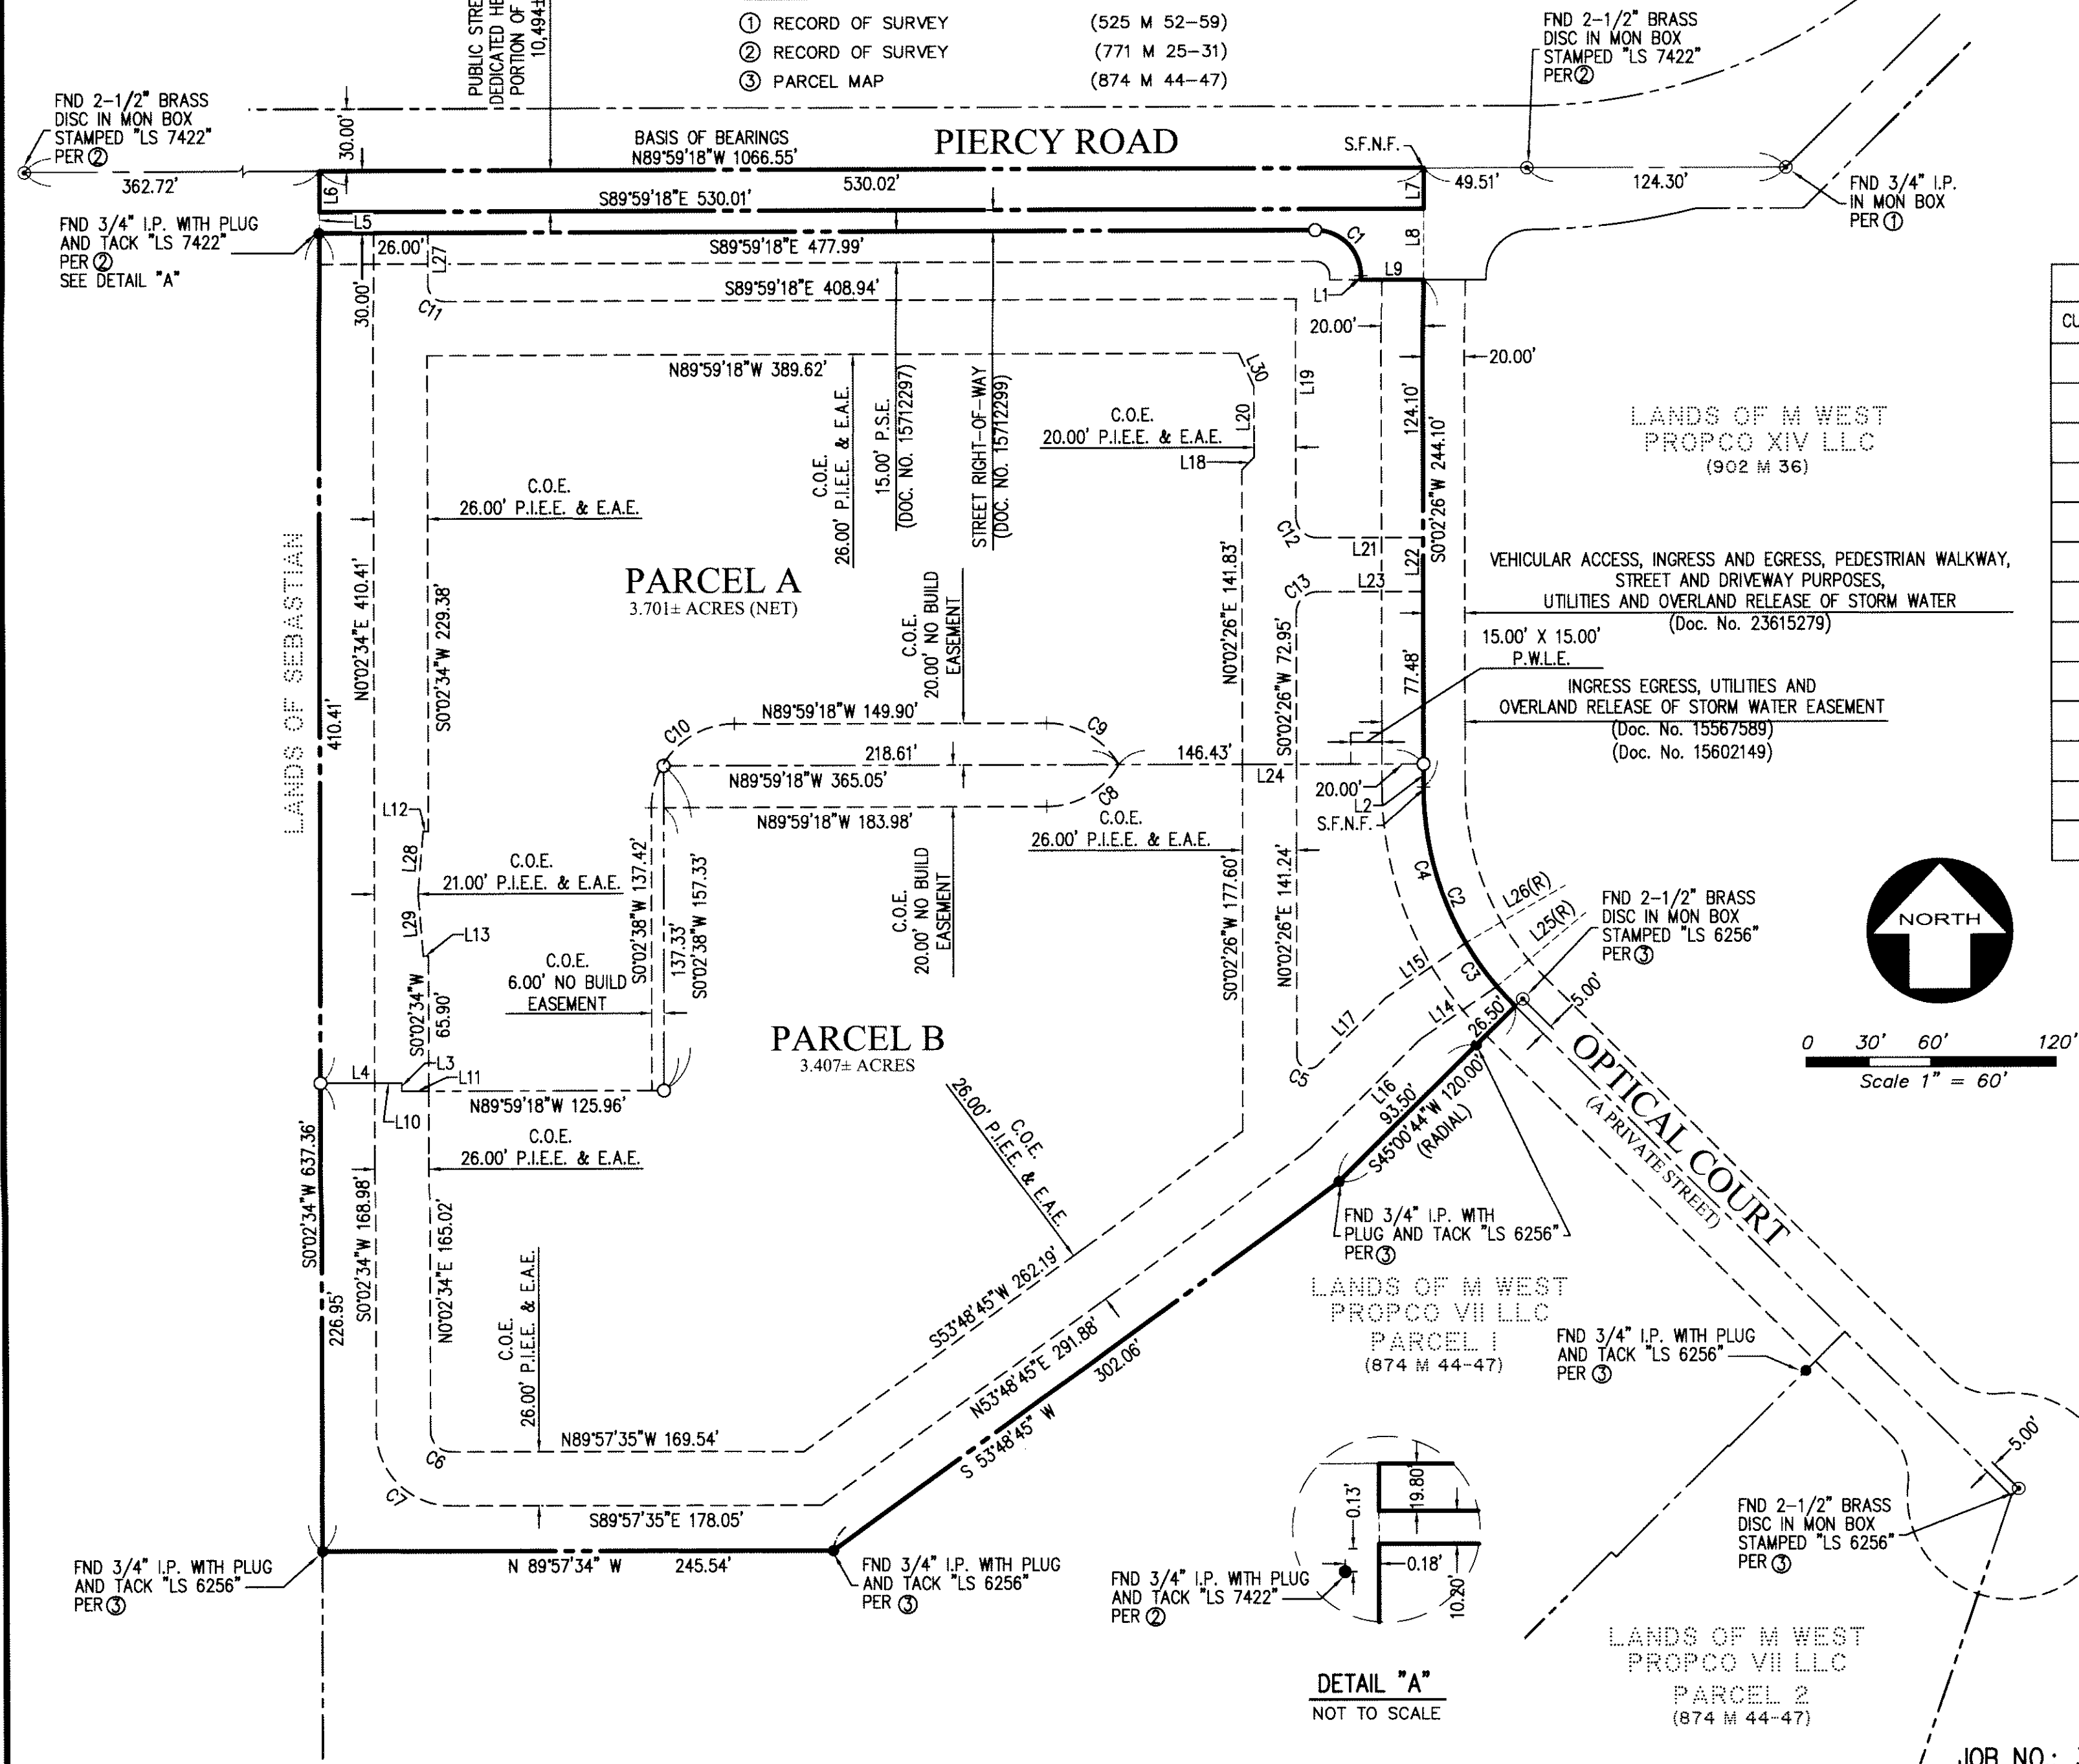 PUBLIC STRE
DEDICATED HE
PORTION OF
10,494±
① RECORD OF SURVEY (525 M 52-59)
② RECORD OF SURVEY (771 M 25-31)
③ PARCEL MAP (874 M 44-47)
FND 2-1/2" BRASS
DISC IN MON BOX
STAMPED "LS 7422"
PER ②
FND 2-1/2" BRASS
DISC IN MON BOX
STAMPED "LS 7422"
PER ②
362.72'
30.00'
BASIS OF BEARINGS
N89°59'18"W 1066.55'
PIERCY ROAD
S.F.N.F.
530.02'
49.51'
124.30'
FND 3/4" I.P.
IN MON BOX
PER ①
L6
S89°59'18"E 530.01'
L7
L5
FND 3/4" I.P. WITH PLUG
AND TACK "LS 7422"
PER ②
SEE DETAIL "A"
26.00'
L27
S89°59'18"E 477.99'
C1
L8
L9
L1
30.00'
C11
S89°59'18"E 408.94'
20.00'
20.00'
CU
N89°59'18"W 389.62'
L30
L19
L20
C.O.E.
26.00' P.I.E.E. & E.A.E.
15.00' P.S.E.
(DOC. NO. 15712297)
STREET RIGHT-OF-WAY
(DOC. NO. 15712299)
C.O.E.
20.00' P.I.E.E. & E.A.E.
L18
124.10'
S0°02'26"W 244.10'
LANDS OF M WEST
PROPCO XIV LLC
(902 M 36)
C.O.E.
26.00' P.I.E.E. & E.A.E.
C12
L21
L22
L23
C13
VEHICULAR ACCESS, INGRESS AND EGRESS, PEDESTRIAN WALKWAY,
STREET AND DRIVEWAY PURPOSES,
UTILITIES AND OVERLAND RELEASE OF STORM WATER
(Doc. No. 23615279)
LANDS OF SEBASTIAN
N0°02'34"E 410.41'
S0°02'34"W 229.38'
PARCEL A
3.701± ACRES (NET)
C.O.E.
20.00' NO BUILD
EASEMENT
N0°02'26"E 141.83'
S0°02'26"W 72.95'
77.48'
15.00' X 15.00'
P.W.L.E.
INGRESS EGRESS, UTILITIES AND
OVERLAND RELEASE OF STORM WATER EASEMENT
(Doc. No. 15567589)
(Doc. No. 15602149)
410.41'
C10
N89°59'18"W 149.90'
C9
218.61'
146.43'
N89°59'18"W 365.05'
L24
20.00'
L2
S.F.N.F.
L12
N89°59'18"W 183.98'
C8
C.O.E.
26.00' P.I.E.E. & E.A.E.
L28
C.O.E.
21.00' P.I.E.E. & E.A.E.
L29
L13
S0°02'38"W 137.42'
137.33'
S0°02'38"W 157.33'
C.O.E.
20.00' NO BUILD
EASEMENT
S0°02'26"W 177.60'
N0°02'26"E 141.24'
C4
C2
L26(R)
L25(R)
FND 2-1/2" BRASS
DISC IN MON BOX
STAMPED "LS 6256"
PER ③
NORTH
C.O.E.
6.00' NO BUILD
EASEMENT
S0°02'34"W
65.90'
L15
C3
L14
L17
26.50'
5.00'
PARCEL B
3.407± ACRES
0 30' 60' 120'
Scale 1" = 60'
L4
L3
L11
L10
N89°59'18"W 125.96'
C5
L16
93.50'
S45°00'44"W 120.00'
(RADIAL)
OPTICAL COURT
(A PRIVATE STREET)
C.O.E.
26.00' P.I.E.E. & E.A.E.
C.O.E.
26.00' P.I.E.E. & E.A.E.
S0°02'34"W 637.36'
226.95'
S0°02'34"W 168.98'
N0°02'34"E 165.02'
C.O.E.
26.00' P.I.E.E. & E.A.E.
FND 3/4" I.P. WITH
PLUG AND TACK "LS 6256"
PER ③
S53°48'45"W 262.19'
N53°48'45"E 291.88'
302.06'
S 53°48'45" W
LANDS OF M WEST
PROPCO VII LLC
PARCEL 1
(874 M 44-47)
FND 3/4" I.P. WITH PLUG
AND TACK "LS 6256"
PER ③
C6
N89°57'35"W 169.54'
C7
S89°57'35"E 178.05'
5.00'
FND 2-1/2" BRASS
DISC IN MON BOX
STAMPED "LS 6256"
PER ③
FND 3/4" I.P. WITH PLUG
AND TACK "LS 6256"
PER ③
N 89°57'34" W 245.54'
FND 3/4" I.P. WITH PLUG
AND TACK "LS 6256"
PER ③
0.13'
19.80'
0.18'
10.20'
FND 3/4" I.P. WITH PLUG
AND TACK "LS 7422"
PER ②
DETAIL "A"
NOT TO SCALE
LANDS OF M WEST
PROPCO VII LLC
PARCEL 2
(874 M 44-47)
JOB NO: